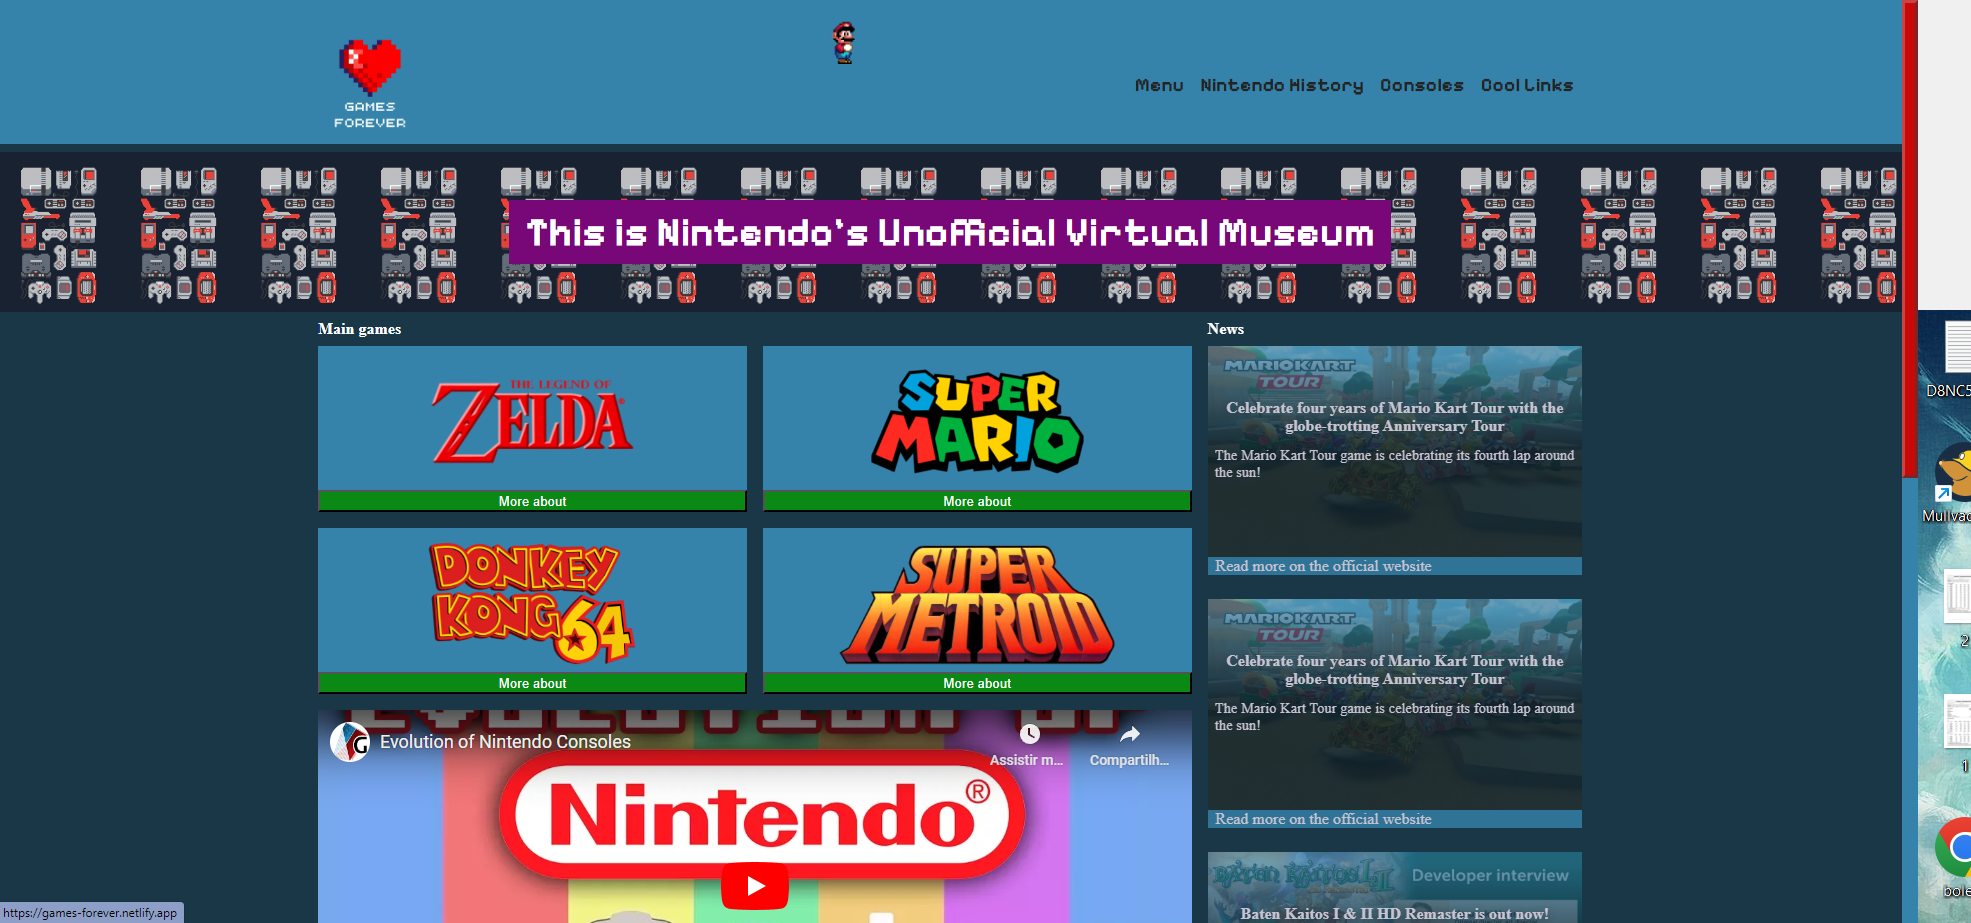 GAMES
FOREVER
Menu Nintendo History Consoles Cool Links
This is Nintendo's Unofficial Virtual Museum
Main games
THE LEGEND OF
ZELDA
More about
SUPER
MARIO
More about
DONKEY
KONG 64
More about
SUPER
METROID
More about
Evolution of Nintendo Consoles
Assistir m...
Compartilh...
Nintendo®
News
MARIOKART
TOUR
Celebrate four years of Mario Kart Tour with the
globe-trotting Anniversary Tour
The Mario Kart Tour game is celebrating its fourth lap around
the sun!
Read more on the official website
MARIOKART
TOUR
Celebrate four years of Mario Kart Tour with the
globe-trotting Anniversary Tour
The Mario Kart Tour game is celebrating its fourth lap around
the sun!
Read more on the official website
Baten Kaitos I & II
Developer interview
Baten Kaitos I & II HD Remaster is out now!
https://games-forever.netlify.app
D8NC5
Mullvad
2
1
bole